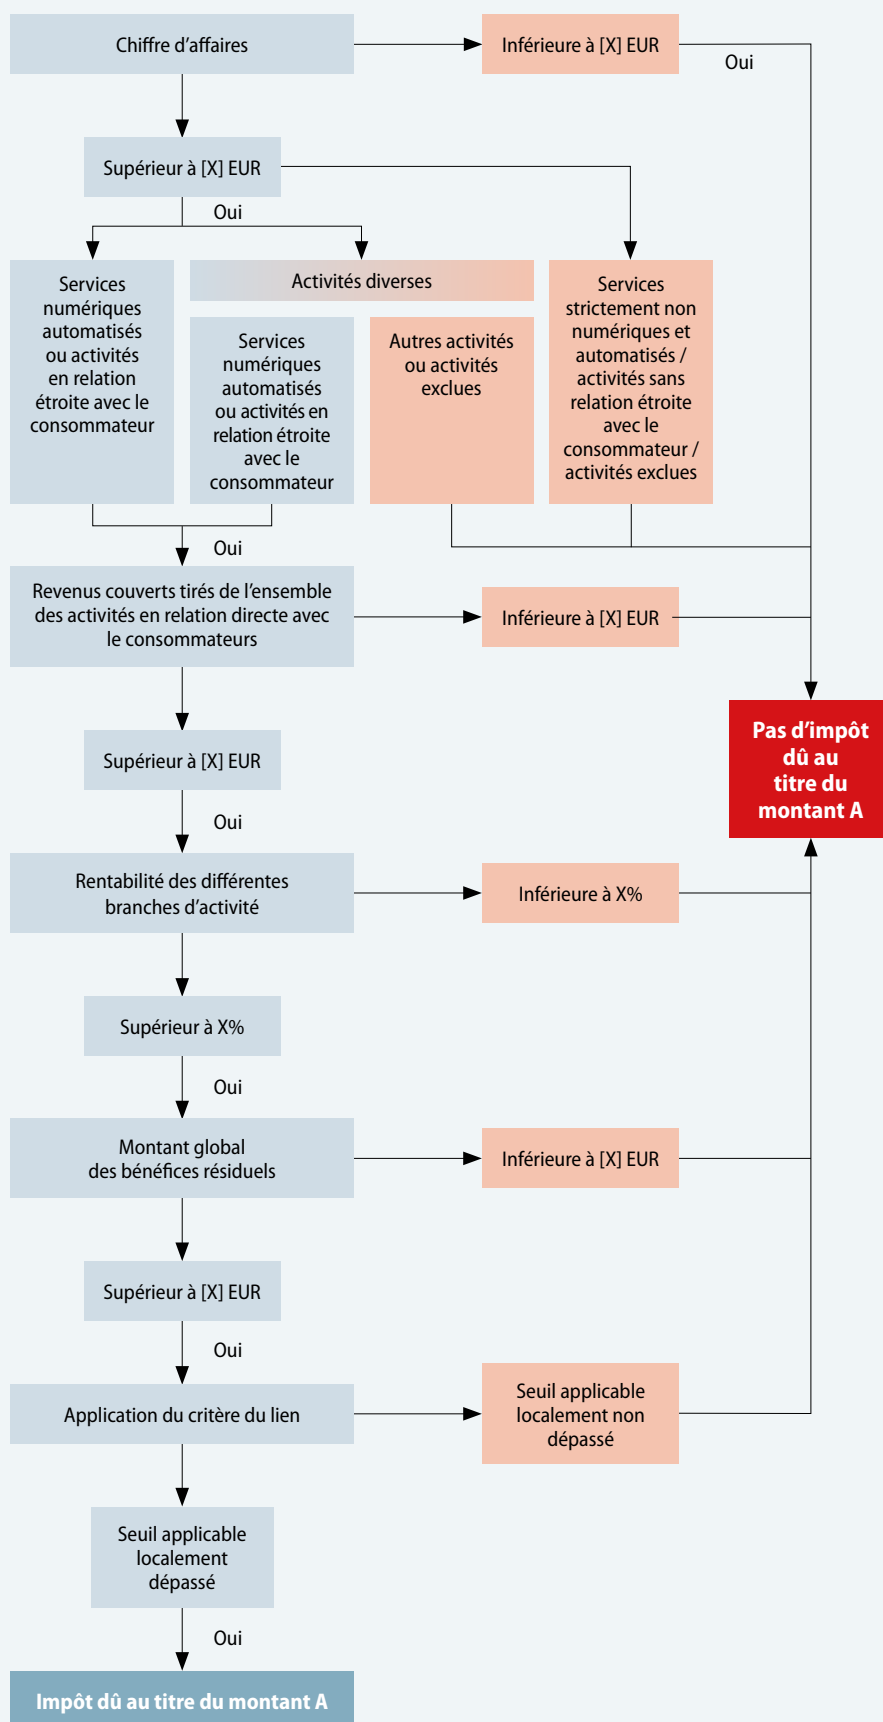 Chiffre d’affaires
Inférieure à [X] EUR
Oui
Supérieur à [X] EUR
Oui
Services
numériques
automatisés
ou activités
en relation
étroite avec le
consommateur
Activités diverses
Services
numériques
automatisés
ou activités en
relation étroite
avec le
consommateur
Autres activités
ou activités
exclues
Services
strictement non
numériques et
automatisés /
activités sans
relation étroite
avec le
consommateur /
activités exclues
Oui
Revenus couverts tirés de l’ensemble
des activités en relation directe avec
le consommateurs
Inférieure à [X] EUR
Supérieur à [X] EUR
Pas d’impôt
dû au
titre du
montant A
Oui
Rentabilité des différentes
branches d’activité
Inférieure à X%
Supérieur à X%
Oui
Montant global
des bénéfices résiduels
Inférieure à [X] EUR
Supérieur à [X] EUR
Oui
Application du critère du lien
Seuil applicable
localement non
dépassé
Seuil applicable
localement
dépassé
Oui
Impôt dû au titre du montant A